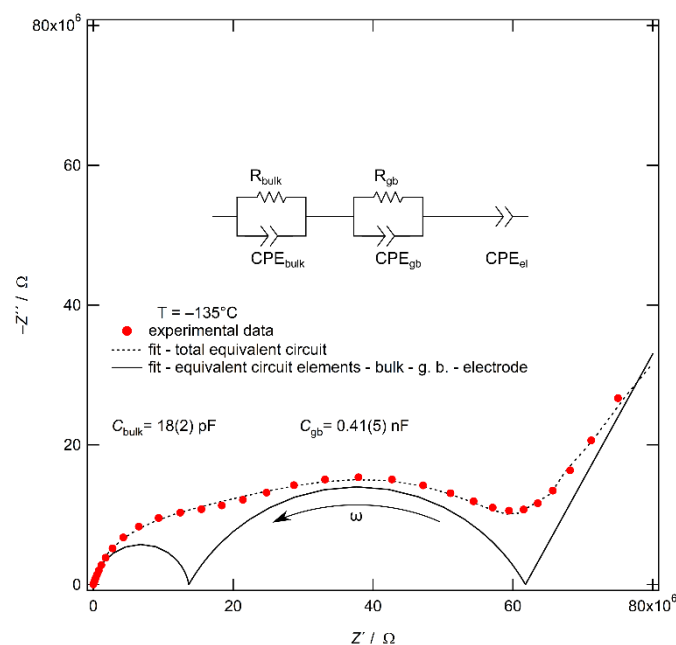 80x10⁶
60
40
20
0
−Z´´ / Ω
R_bulk
R_gb
CPE_bulk
CPE_gb
CPE_el
T = –135°C
experimental data
fit - total equivalent circuit
fit - equivalent circuit elements - bulk - g. b. - electrode
C_bulk= 18(2) pF
C_gb= 0.41(5) nF
ω
0
20
40
60
80x10⁶
Z´ / Ω